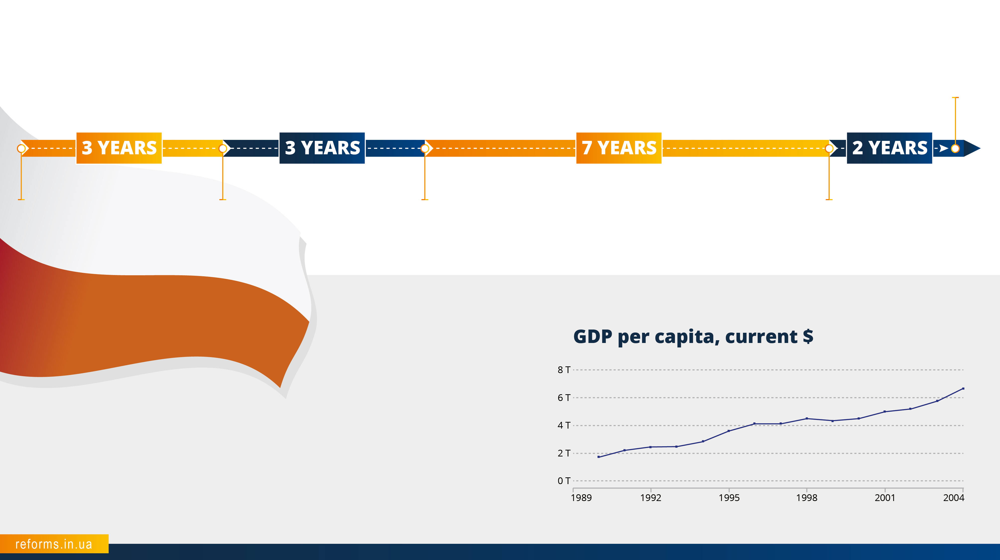 3 YEARS
3 YEARS
7 YEARS
2 YEARS
GDP per capita, current $
8 T
6 T
4 T
2 T
0 T
1989 1992 1995 1998 2001 2004
reforms.in.ua